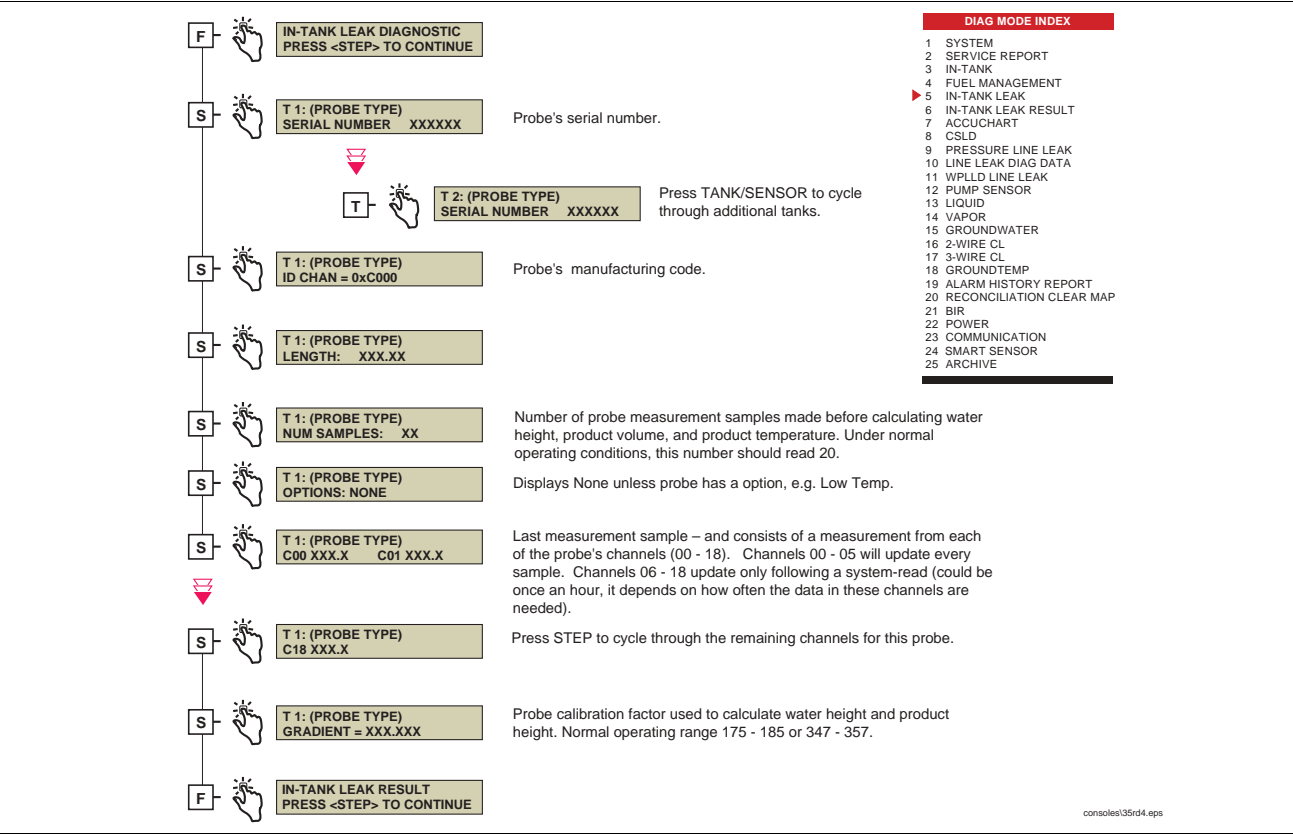 F
IN-TANK LEAK DIAGNOSTIC
PRESS <STEP> TO CONTINUE
S
T 1: (PROBE TYPE)
SERIAL NUMBER XXXXXX
Probe's serial number.
T
T 2: (PROBE TYPE)
SERIAL NUMBER XXXXXX
Press TANK/SENSOR to cycle
through additional tanks.
S
T 1: (PROBE TYPE)
ID CHAN = 0xC000
Probe's manufacturing code.
S
T 1: (PROBE TYPE)
LENGTH: XXX.XX
S
T 1: (PROBE TYPE)
NUM SAMPLES: XX
Number of probe measurement samples made before calculating water
height, product volume, and product temperature. Under normal
operating conditions, this number should read 20.
S
T 1: (PROBE TYPE)
OPTIONS: NONE
Displays None unless probe has a option, e.g. Low Temp.
S
T 1: (PROBE TYPE)
C00 XXX.X C01 XXX.X
Last measurement sample – and consists of a measurement from each
of the probe's channels (00 - 18). Channels 00 - 05 will update every
sample. Channels 06 - 18 update only following a system-read (could be
once an hour, it depends on how often the data in these channels are
needed).
S
T 1: (PROBE TYPE)
C18 XXX.X
Press STEP to cycle through the remaining channels for this probe.
S
T 1: (PROBE TYPE)
GRADIENT = XXX.XXX
Probe calibration factor used to calculate water height and product
height. Normal operating range 175 - 185 or 347 - 357.
F
IN-TANK LEAK RESULT
PRESS <STEP> TO CONTINUE
DIAG MODE INDEX
1 SYSTEM
2 SERVICE REPORT
3 IN-TANK
4 FUEL MANAGEMENT
5 IN-TANK LEAK
6 IN-TANK LEAK RESULT
7 ACCUCHART
8 CSLD
9 PRESSURE LINE LEAK
10 LINE LEAK DIAG DATA
11 WPLLD LINE LEAK
12 PUMP SENSOR
13 LIQUID
14 VAPOR
15 GROUNDWATER
16 2-WIRE CL
17 3-WIRE CL
18 GROUNDTEMP
19 ALARM HISTORY REPORT
20 RECONCILIATION CLEAR MAP
21 BIR
22 POWER
23 COMMUNICATION
24 SMART SENSOR
25 ARCHIVE
consoles\35rd4.eps